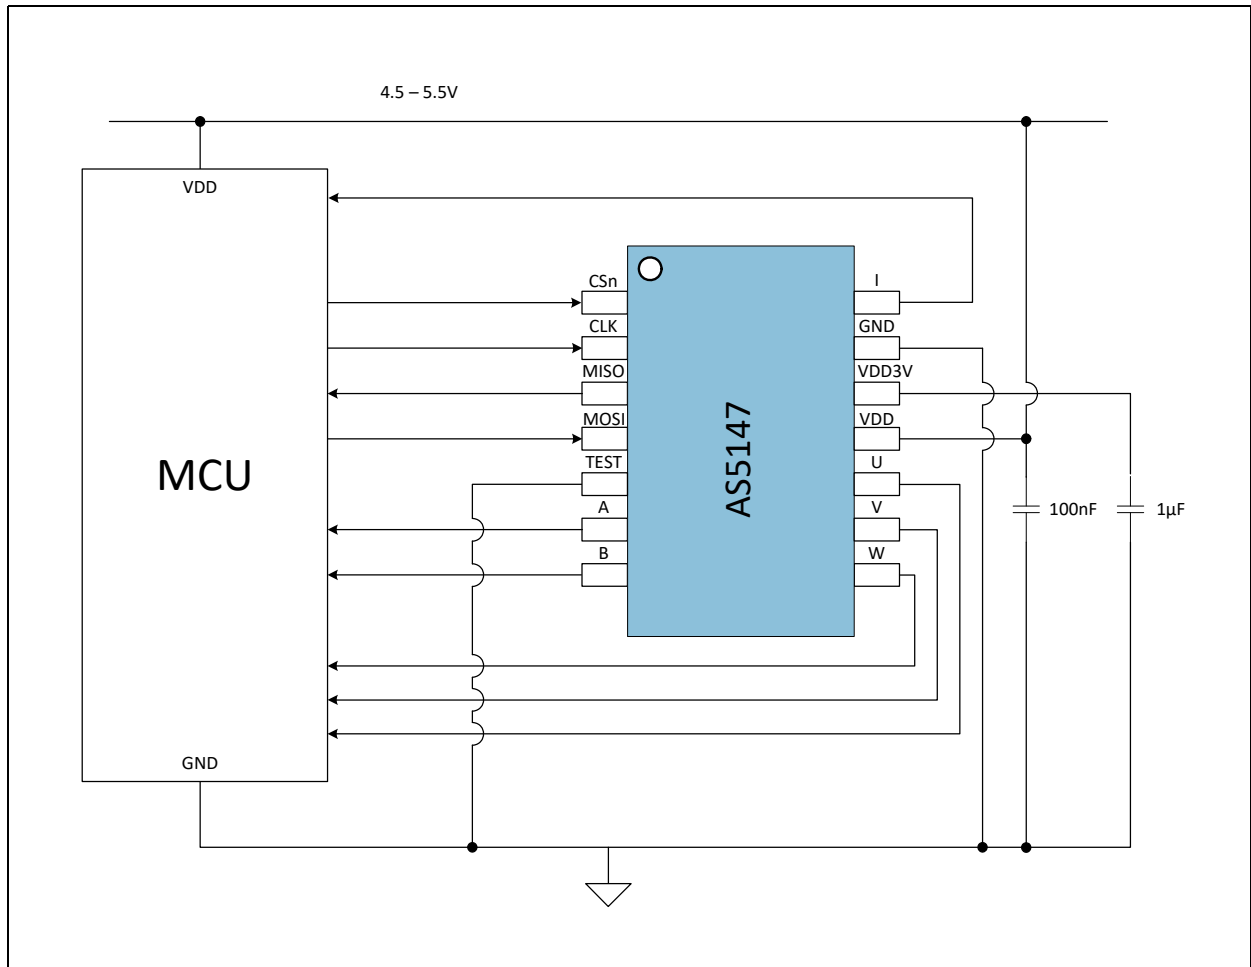 4.5 – 5.5V
VDD
CSn
I
CLK
GND
MISO
VDD3V
MOSI
VDD
MCU
AS5147
TEST
U
A
V
100nF
1µF
B
W
GND